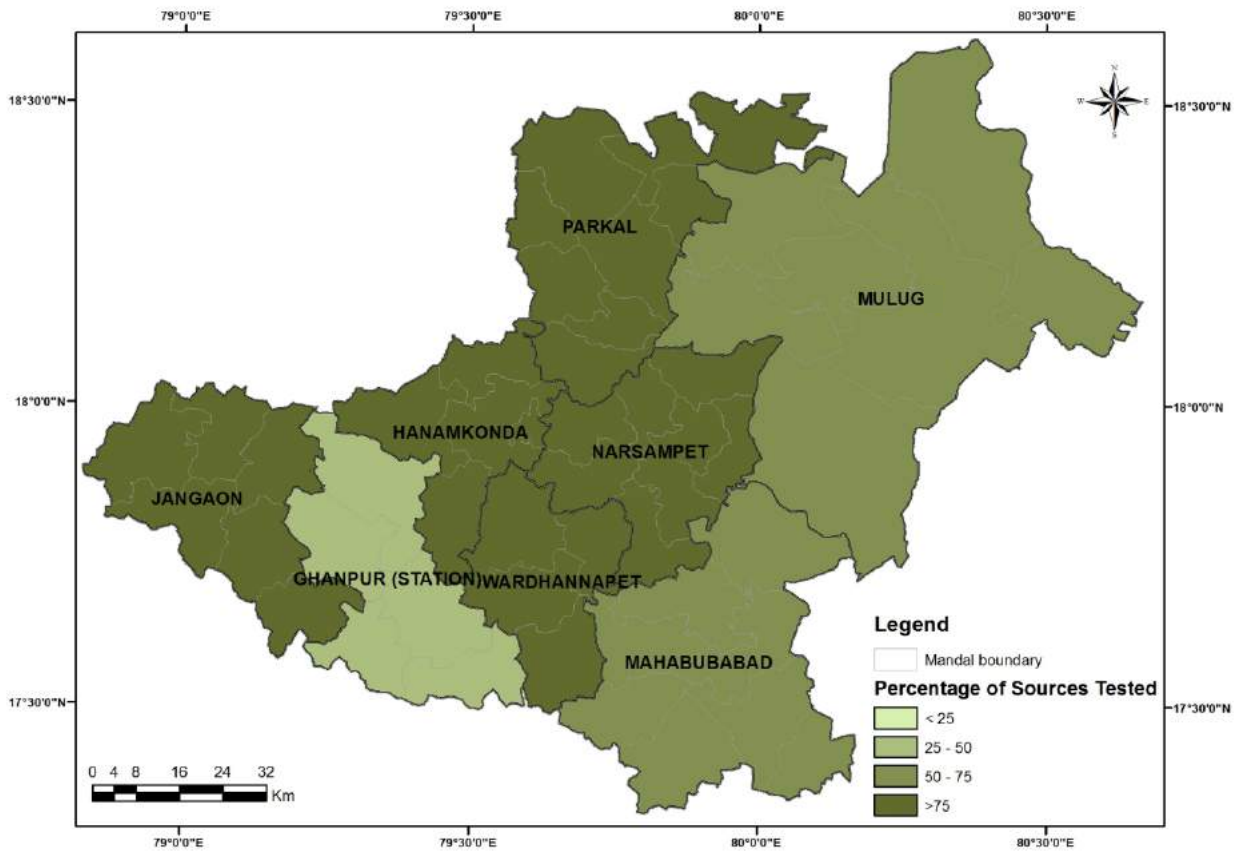 79°0'0"E 79°30'0"E 80°0'0"E 80°30'0"E
N
W E
S
18°30'0"N 18°30'0"N
PARKAL
MULUG
18°0'0"N 18°0'0"N
HANAMKONDA
NARSAMPET
JANGAON
GHANPUR (STATION) WARDHANNAPET
MAHABUBABAD
17°30'0"N 17°30'0"N
Legend
Mandal boundary
Percentage of Sources Tested
< 25
25 - 50
50 - 75
>75
0 4 8 16 24 32
Km
79°0'0"E 79°30'0"E 80°0'0"E 80°30'0"E